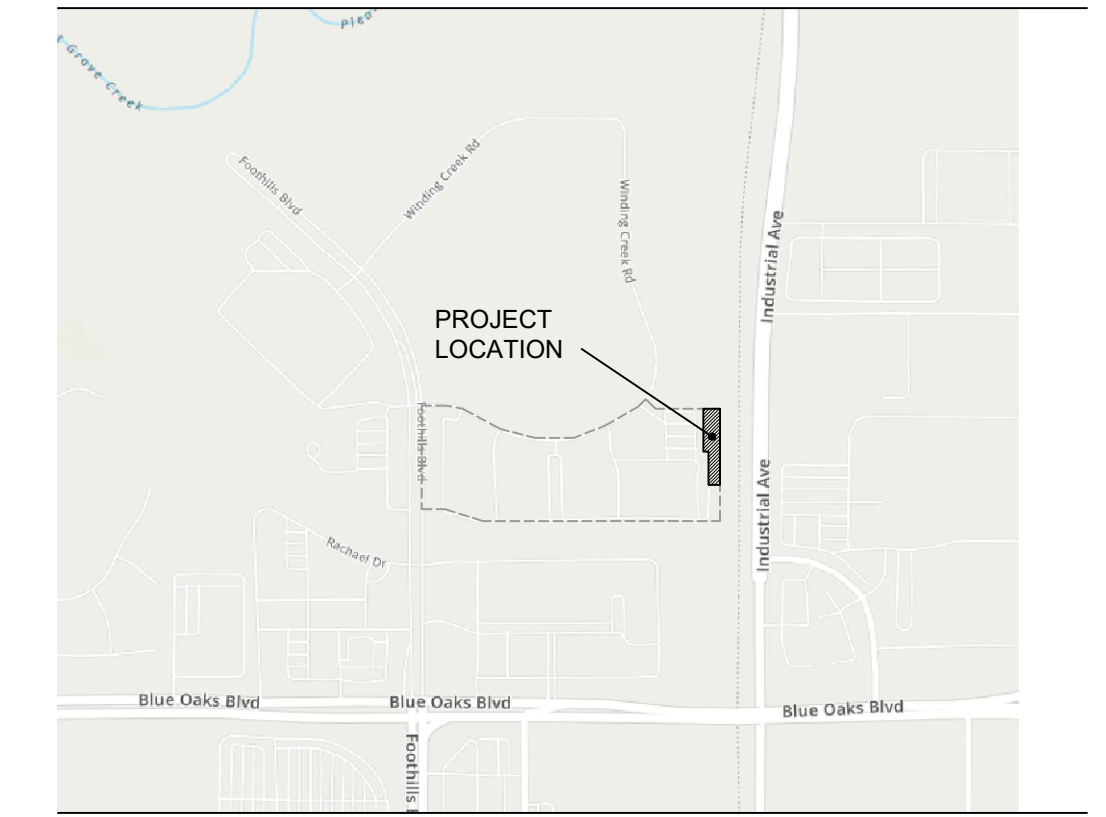 Plea
t Grove Creek
Foothills Blvd
Winding Creek Rd
Winding Creek Rd
Industrial Ave
PROJECT
LOCATION
Foothills Blvd
Industrial Ave
Rachael Dr
Blue Oaks Blvd
Blue Oaks Blvd
Blue Oaks Blvd
Foothills